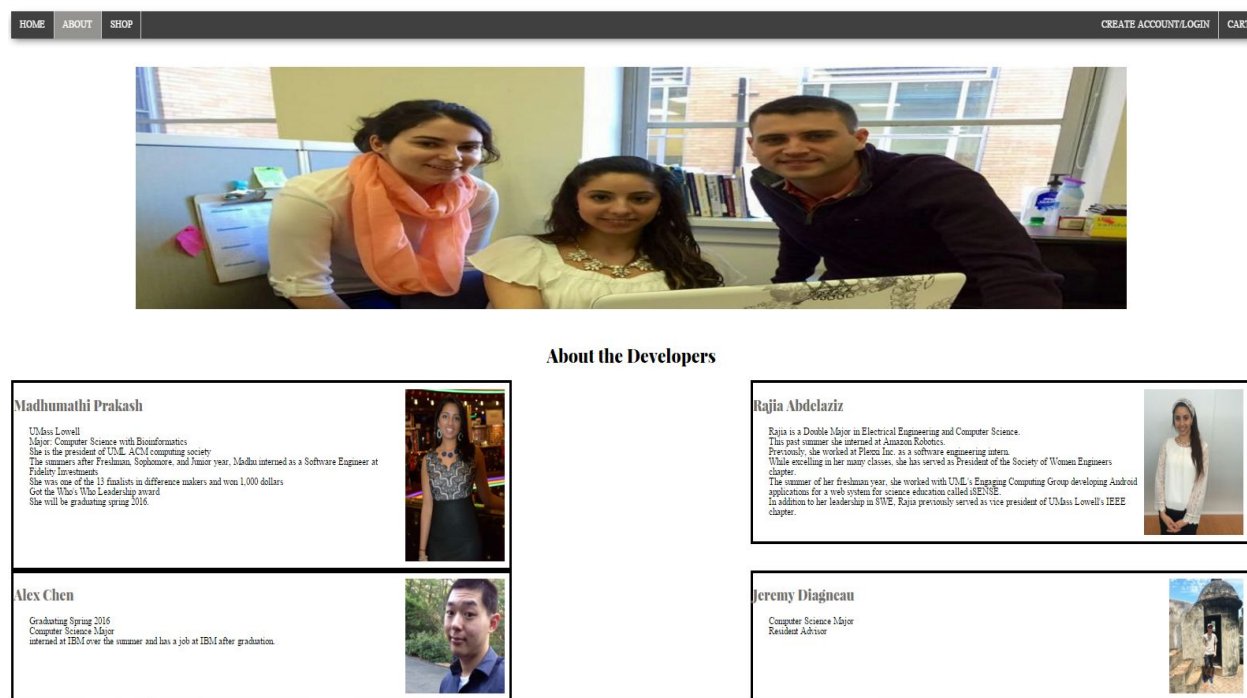 HOME ABOUT SHOP CREATE ACCOUNT/LOGIN CART
About the Developers
Madhumathi Prakash
UMass Lowell
Major: Computer Science with Bioinformatics
She is the president of UML ACM computing society
The summers after Freshman, Sophomore, and Junior year, Madhu interned as a Software Engineer at
Fidelity Investments
She was one of the 13 finalists in difference makers and won 1,000 dollars
Got the Who's Who Leadership award
She will be graduating spring 2016.
Rajia Abdelaziz
Rajia is a Double Major in Electrical Engineering and Computer Science.
This past summer she interned at Amazon Robotics.
Previously, she worked at Plexxi Inc. as a software engineering intern.
While excelling in her many classes, she has served as President of the Society of Women Engineers
chapter.
The summer of her freshman year, she worked with UML's Engaging Computing Group developing Android
applications for a web system for science education called iSENSE.
In addition to her leadership in SWE, Rajia previously served as vice president of UMass Lowell's IEEE
chapter.
Alex Chen
Graduating Spring 2016
Computer Science Major
interned at IBM over the summer and has a job at IBM after graduation.
Jeremy Diagneau
Computer Science Major
Resident Advisor